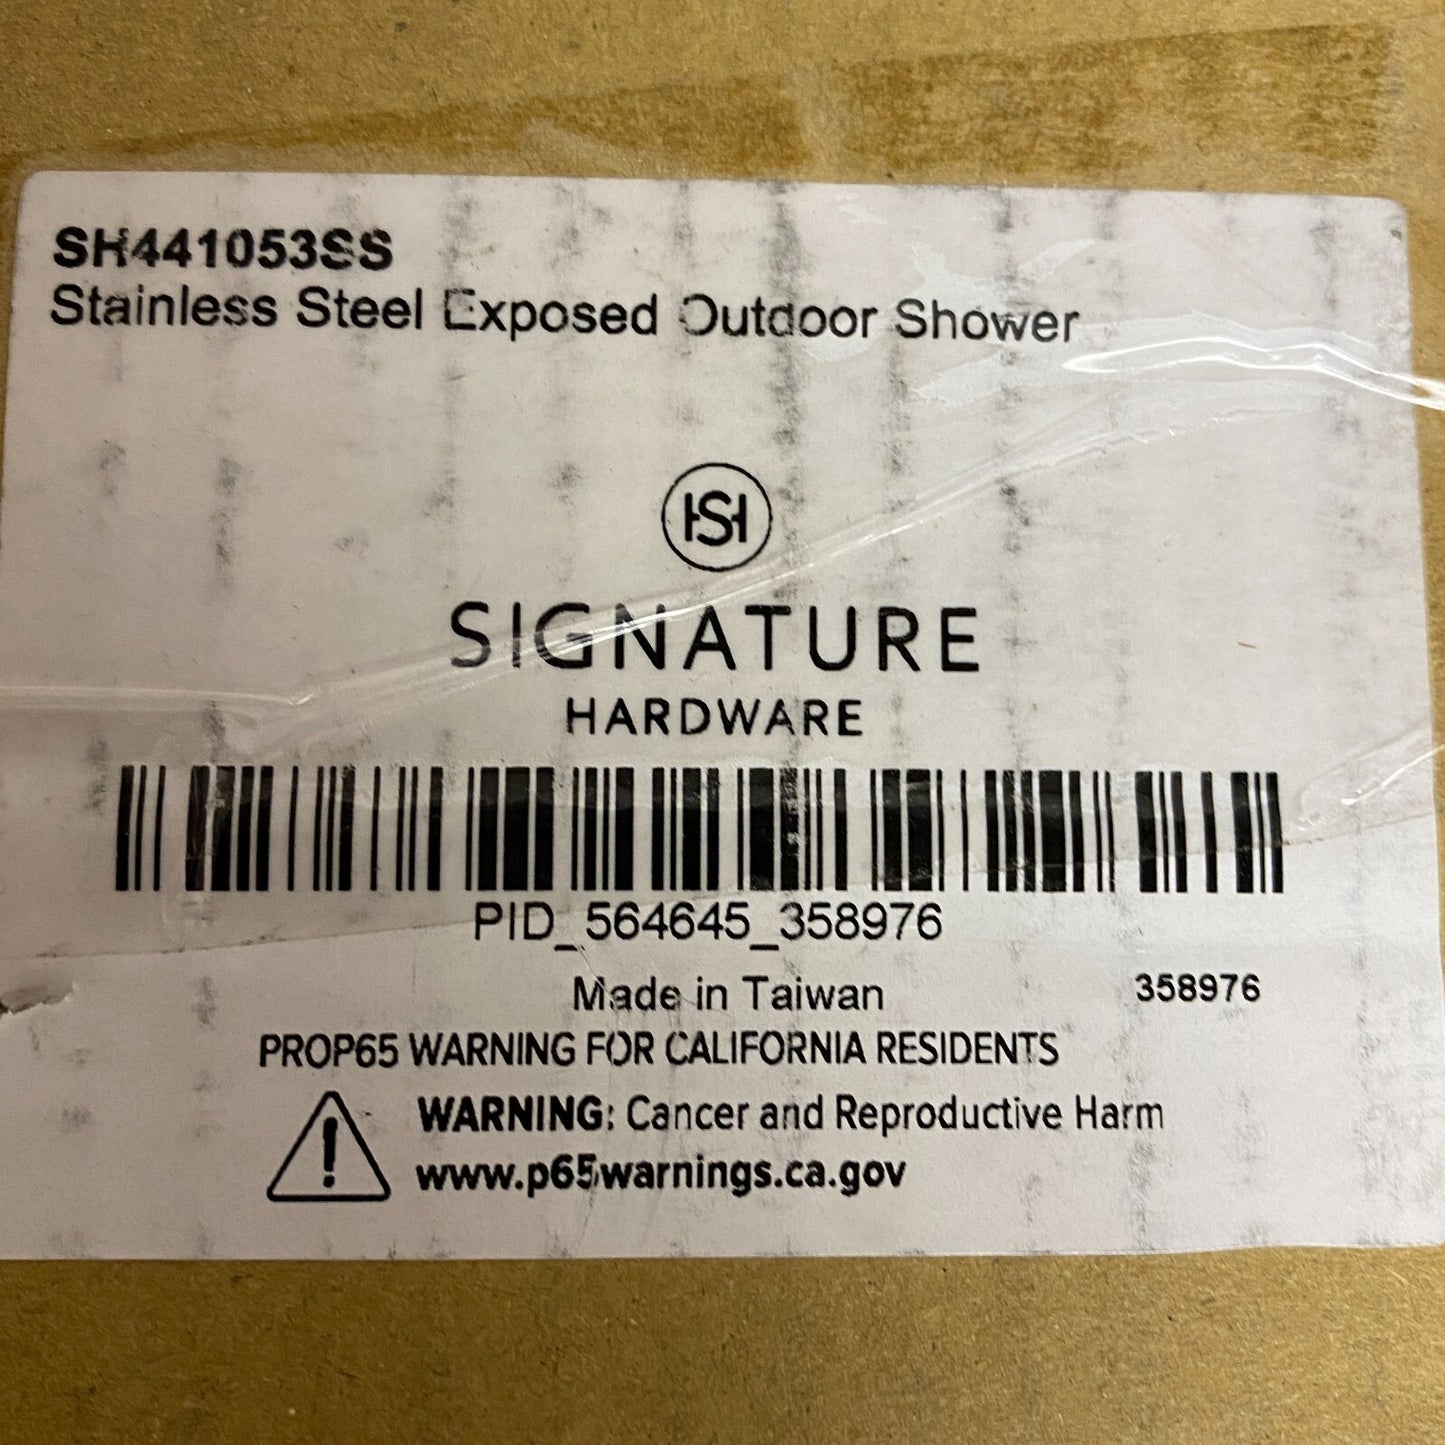 SH441053SS
Stainless Steel Exposed Outdoor Shower
HS
SIGNATURE
HARDWARE
PID_564645_358976
Made in Taiwan 358976
PROP65 WARNING FOR CALIFORNIA RESIDENTS
! WARNING: Cancer and Reproductive Harm
www.p65warnings.ca.gov